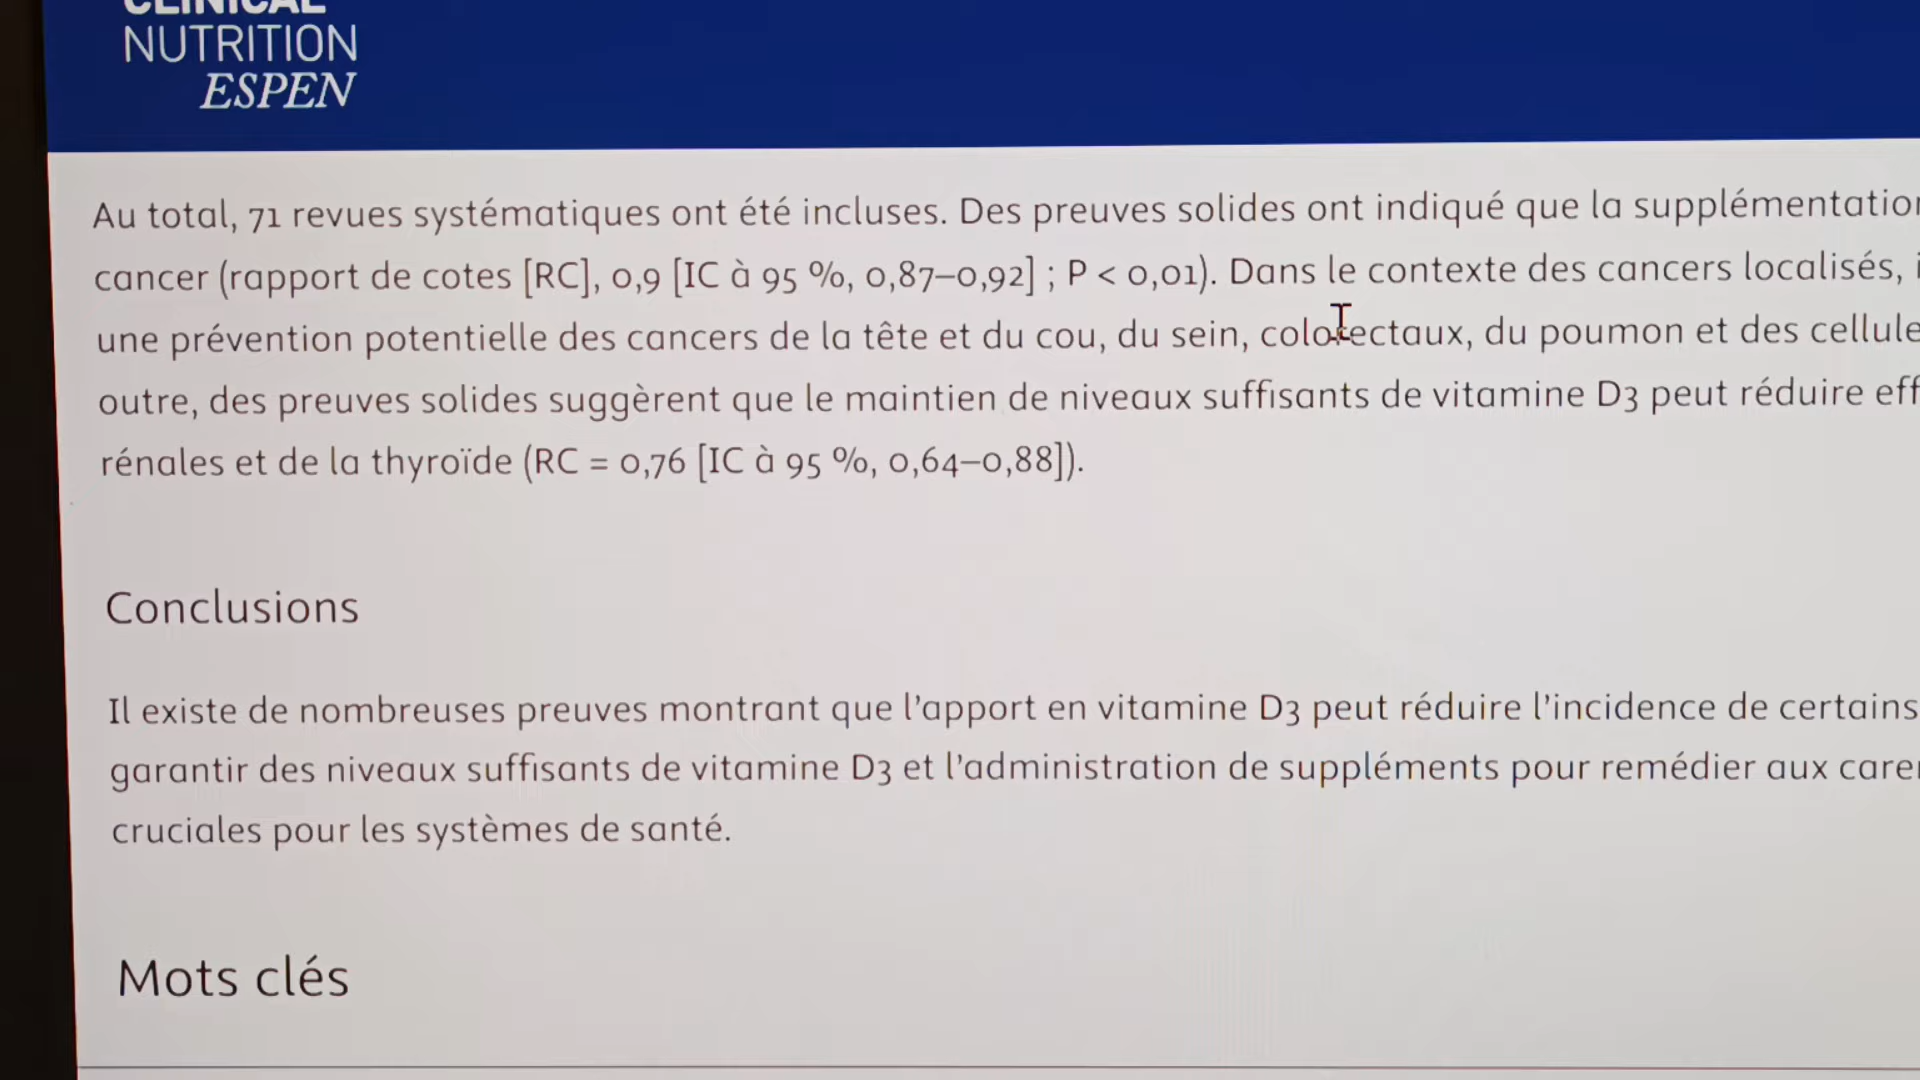 CLINICAL
NUTRITION
ESPEN
Au total, 71 revues systématiques ont été incluses. Des preuves solides ont indiqué que la
cancer (rapport de cotes [RC], 0,9 [IC à 95 %, 0,87–0,92] ; P < 0,01). Dans le contexte des cancers localisés,
une prévention potentielle des cancers de la tête et du cou, du sein, colorectaux, du poumon et des
outre, des preuves solides suggèrent que le maintien de niveaux suffisants de vitamine D3 peut réduire
rénales et de la thyroïde (RC = 0,76 [IC à 95 %, 0,64–0,88]).
Conclusions
Il existe de nombreuses preuves montrant que l'apport en vitamine D3 peut réduire l'incidence de certains
garantir des niveaux suffisants de vitamine D3 et l'administration de suppléments pour remédier aux
cruciales pour les systèmes de santé.
Mots clés